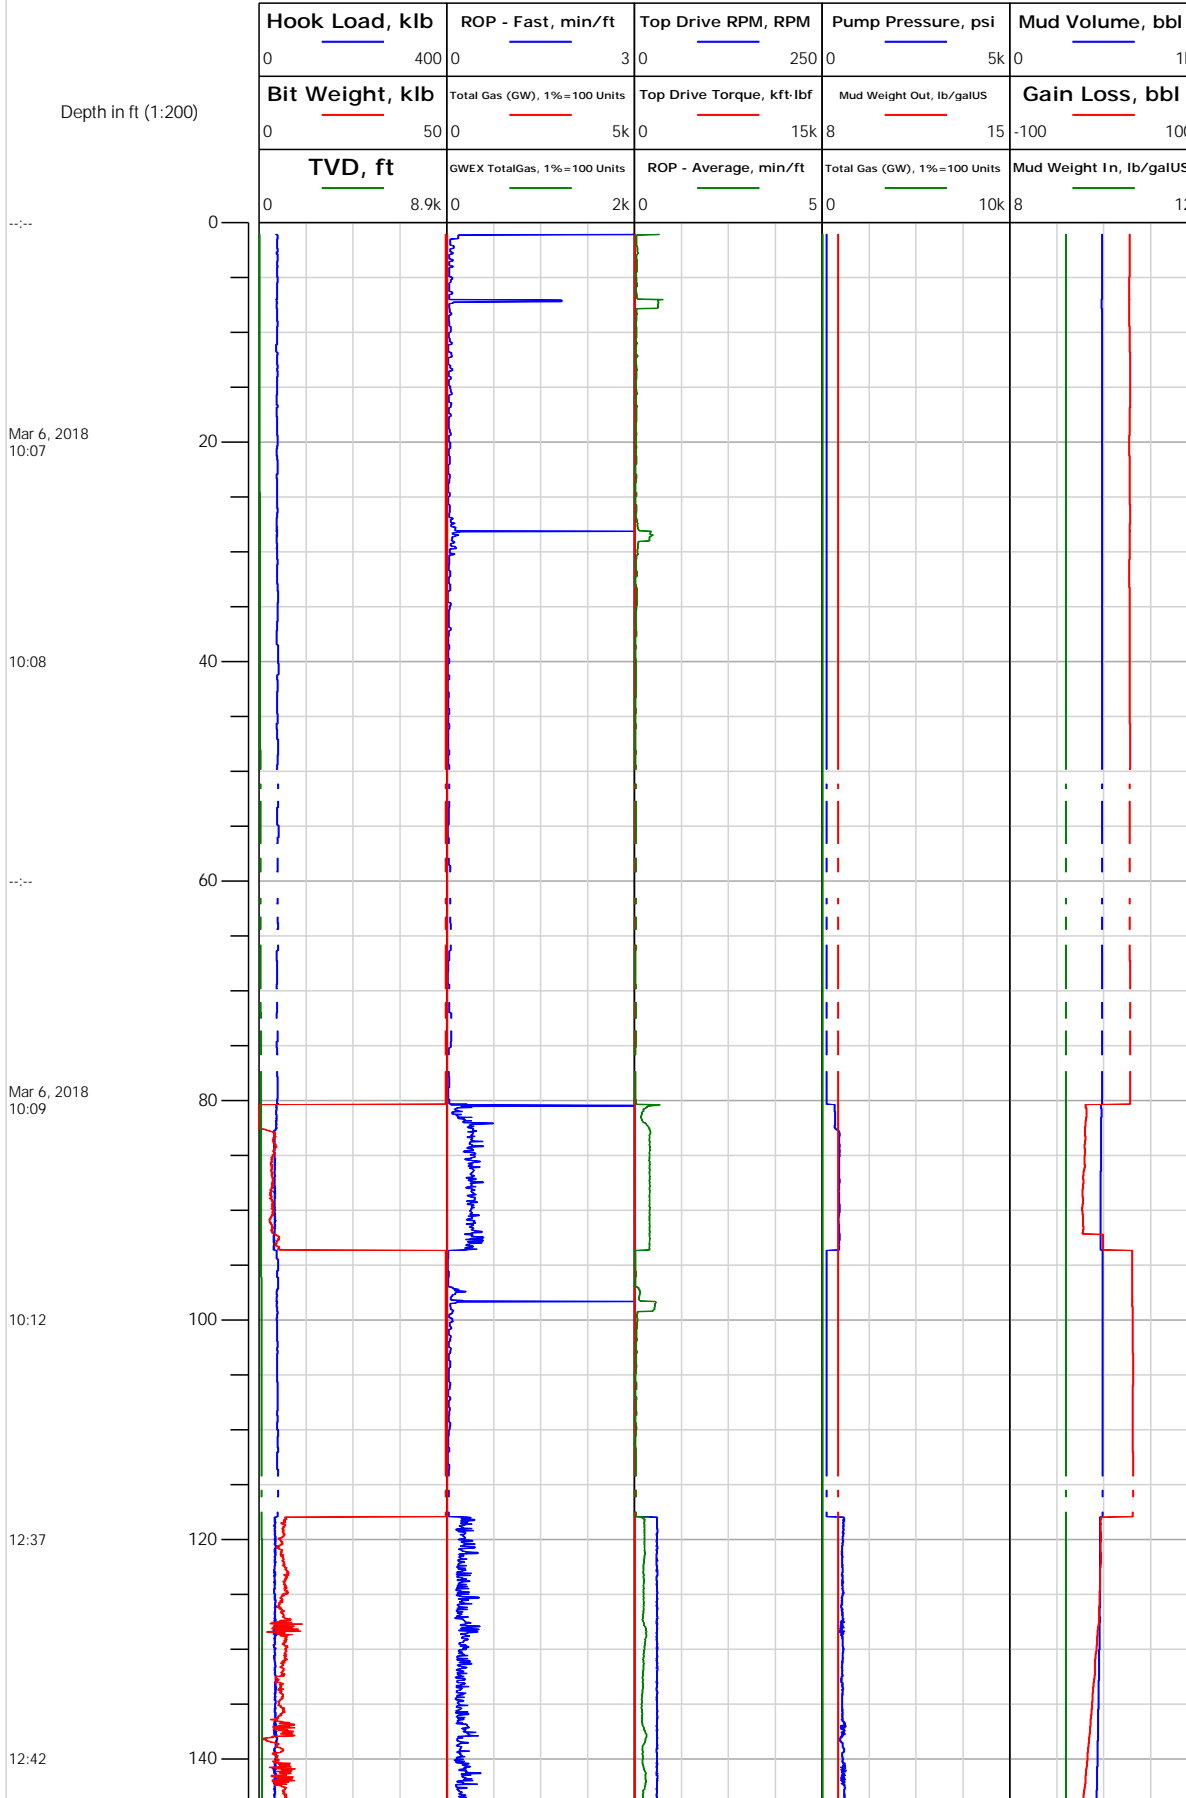 Hook Load, klb ROP - Fast, min/ft Top Drive RPM, RPM Pump Pressure, psi Mud Volume, bbl
0 400 0 3 0 250 0 5k 0
Depth in ft (1:200)
Bit Weight, klb Total Gas (GW), 1%=100 Units Top Drive Torque, kft·lbf Mud Weight Out, lb/galUS Gain Loss, bbl
0 50 0 5k 0 15k 8 15 -100 100
TVD, ft GWEX TotalGas, 1%=100 Units ROP - Average, min/ft Total Gas (GW), 1%=100 Units Mud Weight In, lb/galUS
0 8.9k 0 2k 0 5 0 10k 8 12
--:-- 0
Mar 6, 2018
10:07 20
10:08 40
--:-- 60
Mar 6, 2018
10:09 80
10:12 100
12:37 120
12:42 140